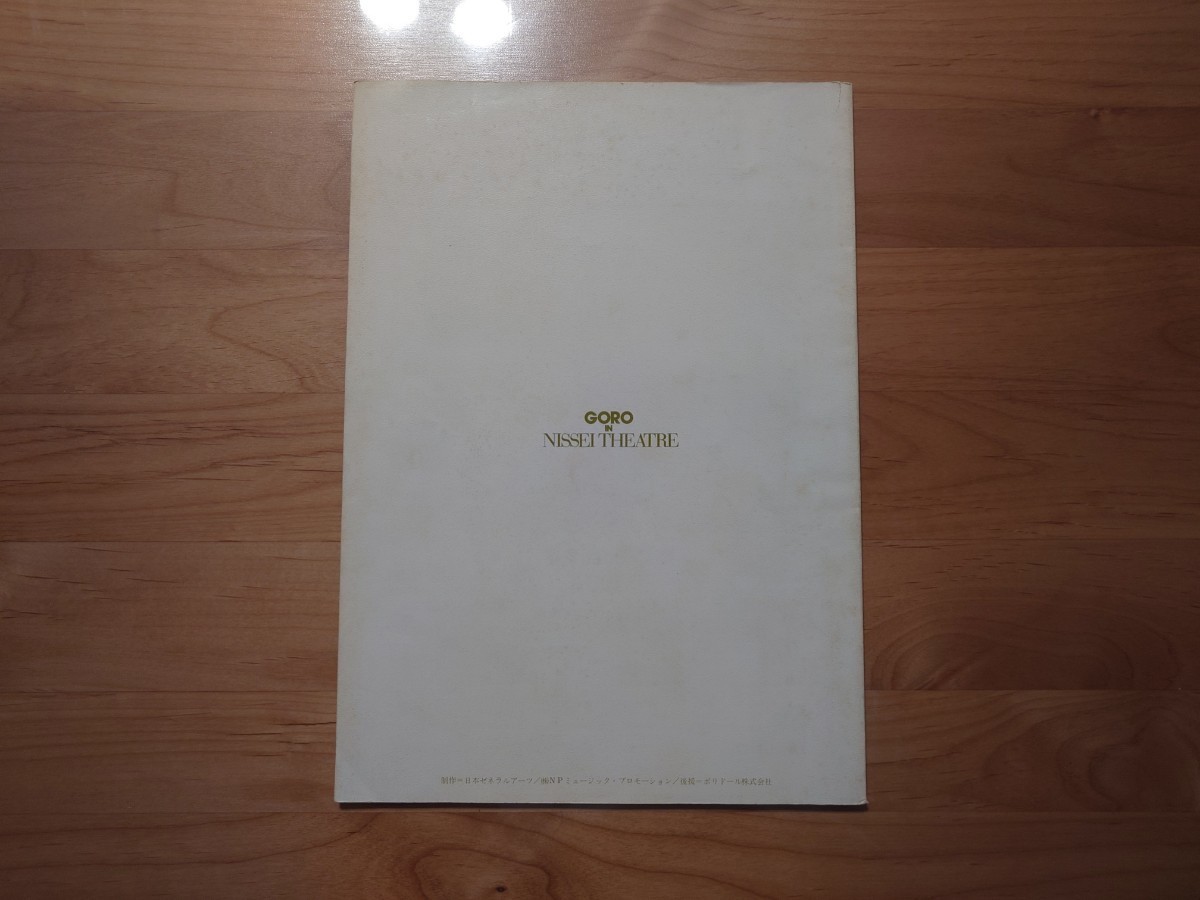 GORO
IN
NISSEI THEATRE
制作=日本ゼネラルアーツ/㈱NPミュージック・プロモーション/後援=ポリドール株式会社